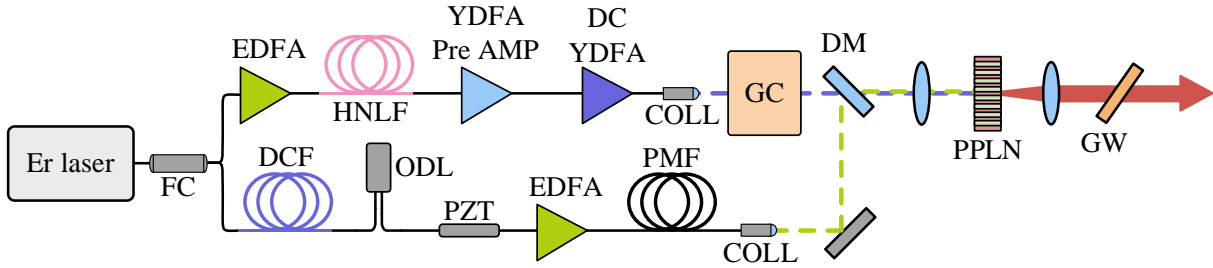 YDFA
Pre AMP
DC
YDFA
DM
EDFA
HNLF
COLL
GC
PPLN
GW
Er laser
FC
DCF
ODL
PZT
EDFA
PMF
COLL